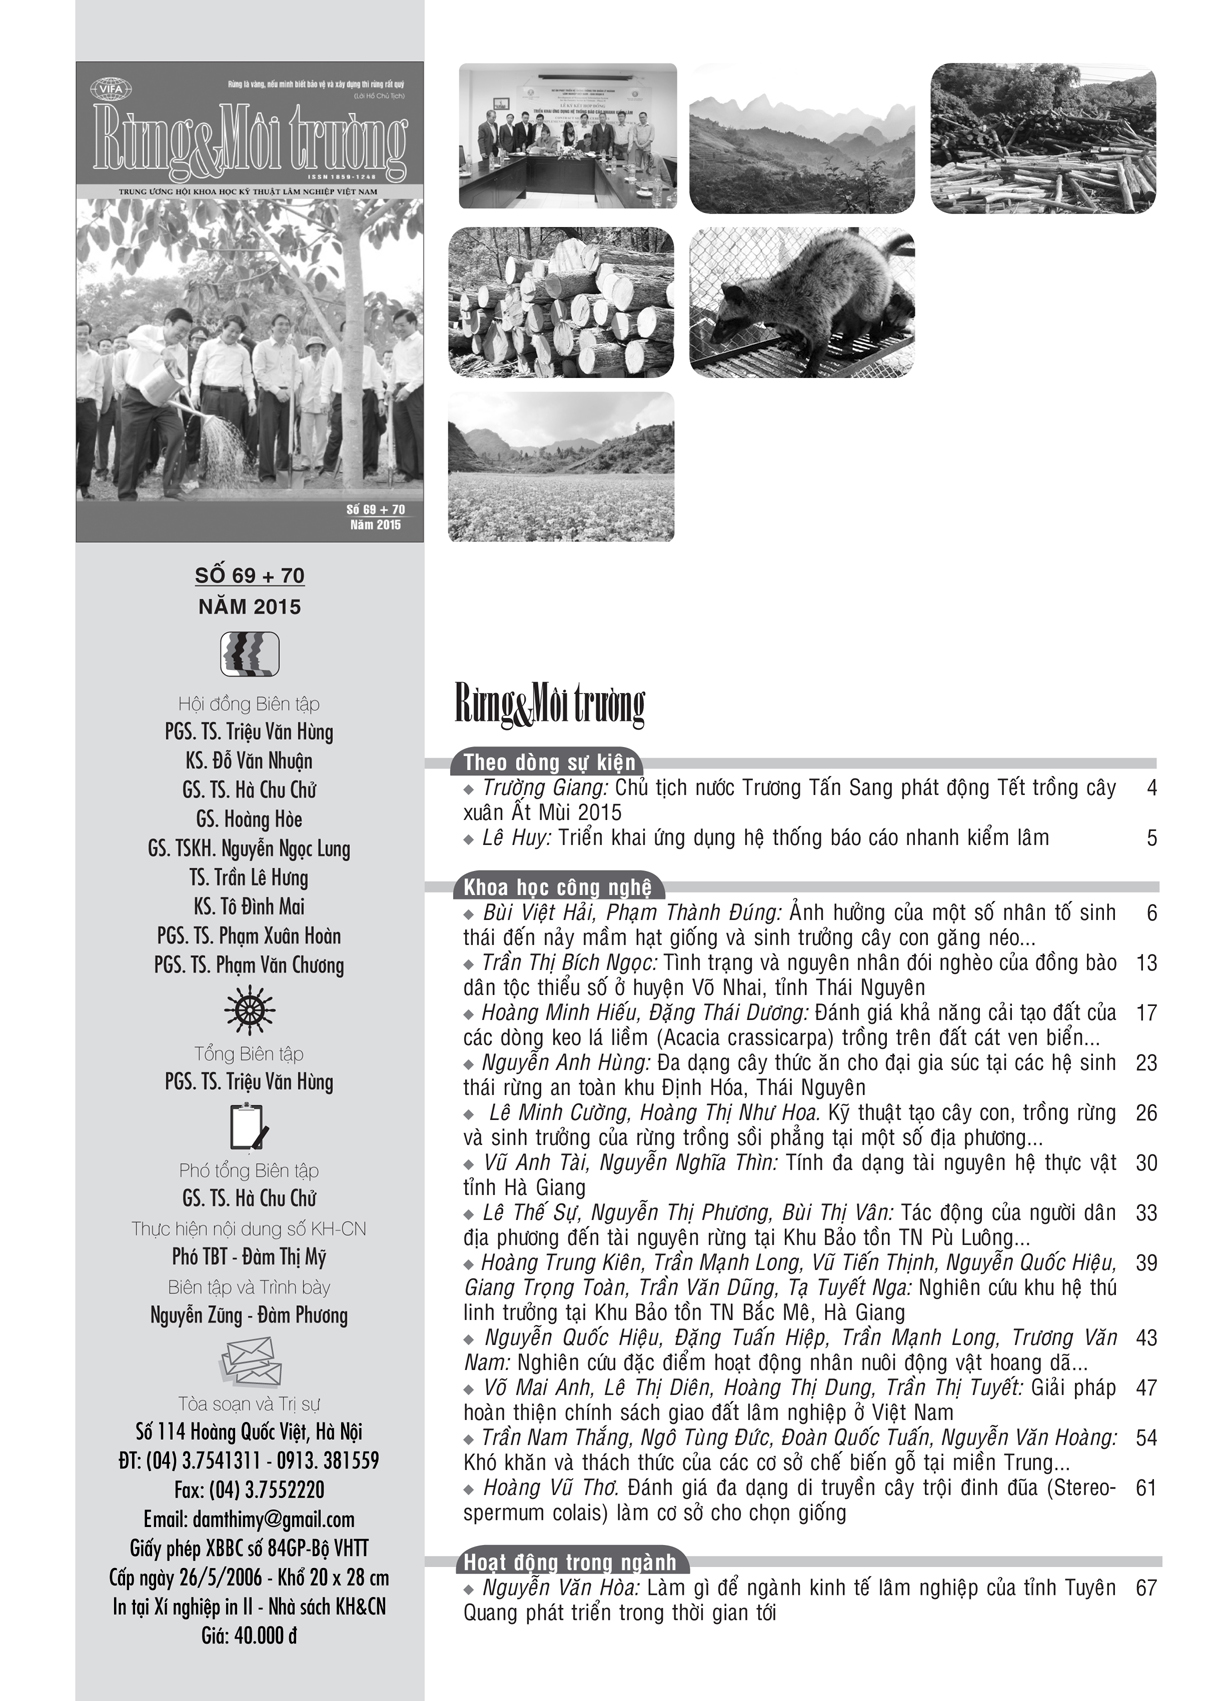 VIFA
Rừng là vàng, nếu mình biết bảo vệ và xây dựng thì rừng rất quý
(Lời Hồ Chủ Tịch)
Rừng&Môi trường
ISSN 1859-1248
TRUNG ƯƠNG HỘI KHOA HỌC KỸ THUẬT LÂM NGHIỆP VIỆT NAM
Số 69 + 70
Năm 2015
SỐ 69 + 70
NĂM 2015
Hội đồng Biên tập
PGS. TS. Triệu Văn Hùng
KS. Đỗ Văn Nhuận
GS. TS. Hà Chu Chử
GS. Hoàng Hòe
GS. TSKH. Nguyễn Ngọc Lung
TS. Trần Lê Hưng
KS. Tô Đình Mai
PGS. TS. Phạm Xuân Hoàn
PGS. TS. Phạm Văn Chương
Tổng Biên tập
PGS. TS. Triệu Văn Hùng
Phó tổng Biên tập
GS. TS. Hà Chu Chử
Thực hiện nội dung số KH-CN
Phó TBT - Đàm Thị Mỹ
Biên tập và Trình bày
Nguyễn Zũng - Đàm Phương
Tòa soạn và Trị sự
Số 114 Hoàng Quốc Việt, Hà Nội
ĐT: (04) 3.7541311 - 0913. 381559
Fax: (04) 3.7552220
Email: damthimy@gmail.com
Giấy phép XBBC số 84GP-Bộ VHTT
Cấp ngày 26/5/2006 - Khổ 20 x 28 cm
In tại Xí nghiệp in II - Nhà sách KH&CN
Giá: 40.000 đ
LỄ KÝ KẾT HỢP ĐỒNG
Rừng&Môi trường
Theo dòng sự kiện
◆ Trường Giang: Chủ tịch nước Trương Tấn Sang phát động Tết trồng cây 4
xuân Ất Mùi 2015
◆ Lê Huy: Triển khai ứng dụng hệ thống báo cáo nhanh kiểm lâm 5
Khoa học công nghệ
◆ Bùi Việt Hải, Phạm Thành Đúng: Ảnh hưởng của một số nhân tố sinh 6
thái đến nảy mầm hạt giống và sinh trưởng cây con găng néo...
◆ Trần Thị Bích Ngọc: Tình trạng và nguyên nhân đói nghèo của đồng bào 13
dân tộc thiểu số ở huyện Võ Nhai, tỉnh Thái Nguyên
◆ Hoàng Minh Hiếu, Đặng Thái Dương: Đánh giá khả năng cải tạo đất của 17
các dòng keo lá liềm (Acacia crassicarpa) trồng trên đất cát ven biển...
◆ Nguyễn Anh Hùng: Đa dạng cây thức ăn cho đại gia súc tại các hệ sinh 23
thái rừng an toàn khu Định Hóa, Thái Nguyên
◆ Lê Minh Cường, Hoàng Thị Như Hoa. Kỹ thuật tạo cây con, trồng rừng 26
và sinh trưởng của rừng trồng sồi phẳng tại một số địa phương...
◆ Vũ Anh Tài, Nguyễn Nghĩa Thìn: Tính đa dạng tài nguyên hệ thực vật 30
tỉnh Hà Giang
◆ Lê Thế Sự, Nguyễn Thị Phương, Bùi Thị Vân: Tác động của người dân 33
địa phương đến tài nguyên rừng tại Khu Bảo tồn TN Pù Luông...
◆ Hoàng Trung Kiên, Trần Mạnh Long, Vũ Tiến Thịnh, Nguyễn Quốc Hiệu, 39
Giang Trọng Toàn, Trần Văn Dũng, Tạ Tuyết Nga: Nghiên cứu khu hệ thú
linh trưởng tại Khu Bảo tồn TN Bắc Mê, Hà Giang
◆ Nguyễn Quốc Hiệu, Đặng Tuấn Hiệp, Trần Mạnh Long, Trương Văn 43
Nam: Nghiên cứu đặc điểm hoạt động nhân nuôi động vật hoang dã...
◆ Võ Mai Anh, Lê Thị Diên, Hoàng Thị Dung, Trần Thị Tuyết: Giải pháp 47
hoàn thiện chính sách giao đất lâm nghiệp ở Việt Nam
◆ Trần Nam Thắng, Ngô Tùng Đức, Đoàn Quốc Tuấn, Nguyễn Văn Hoàng: 54
Khó khăn và thách thức của các cơ sở chế biến gỗ tại miền Trung...
◆ Hoàng Vũ Thơ. Đánh giá đa dạng di truyền cây trội đinh đũa (Stereo- 61
spermum colais) làm cơ sở cho chọn giống
Hoạt động trong ngành
◆ Nguyễn Văn Hòa: Làm gì để ngành kinh tế lâm nghiệp của tỉnh Tuyên 67
Quang phát triển trong thời gian tới